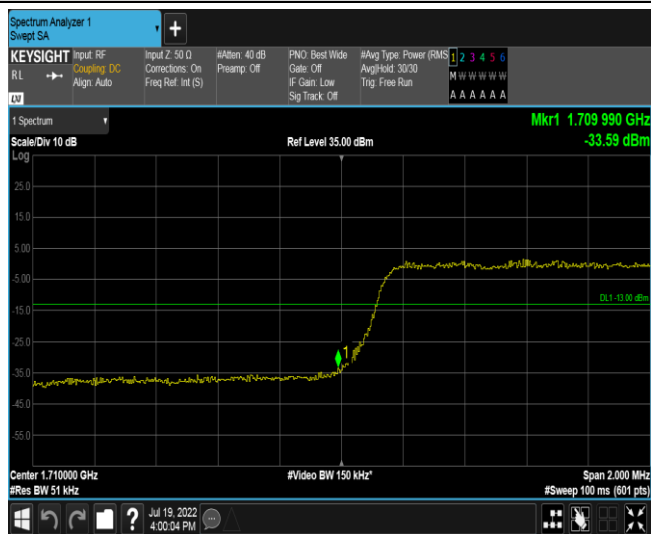 Spectrum Analyzer 1
Swept SA
+
KEYSIGHT Input: RF Input Z: 50 Ω #Atten: 40 dB PNO: Best Wide #Avg Type: Power (RMS 1 2 3 4 5 6
RL Coupling: DC Corrections: On Preamp: Off Gate: Off Avg|Hold: 30/30 M W W W W W
Align: Auto Freq Ref: Int (S) IF Gain: Low Trig: Free Run
LXI Sig Track: Off A A A A A A
1 Spectrum Mkr1 1.709 990 GHz
Scale/Div 10 dB Ref Level 35.00 dBm -33.59 dBm
Log
25.0
15.0
5.00
-5.00
DL1 -13.00 dBm
-15.0
-25.0
1
-35.0
-45.0
-55.0
Center 1.710000 GHz #Video BW 150 kHz* Span 2.000 MHz
#Res BW 51 kHz #Sweep 100 ms (601 pts)
? Jul 19, 2022
4:00:04 PM